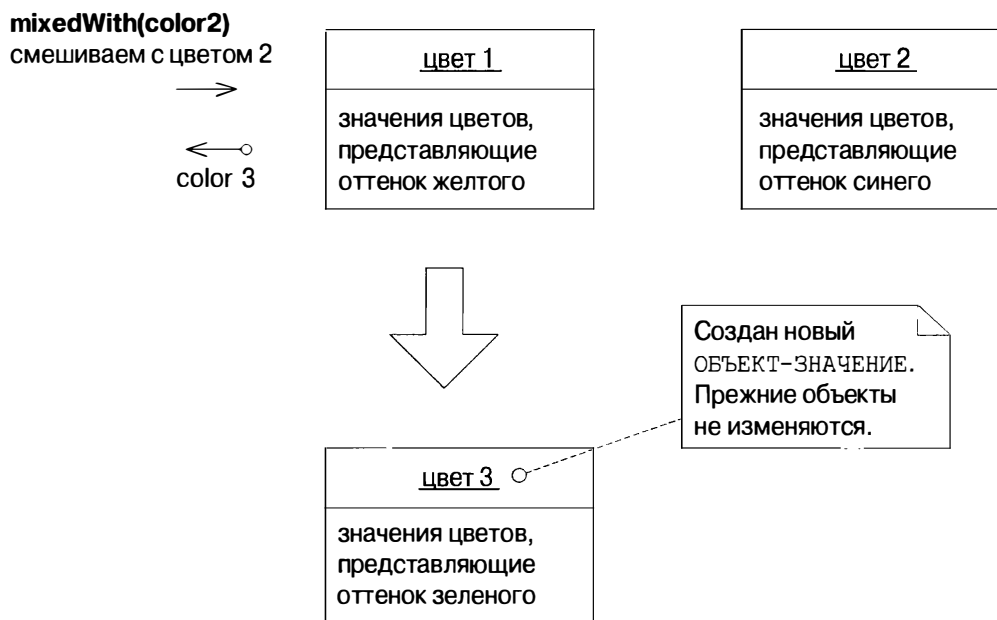 mixedWith(color2)
смешиваем с цветом 2
color 3
цвет 1
значения цветов,
представляющие
оттенок желтого
цвет 2
значения цветов,
представляющие
оттенок синего
Создан новый
ОБЪЕКТ-ЗНАЧЕНИЕ.
Прежние объекты
не изменяются.
цвет 3
значения цветов,
представляющие
оттенок зеленого